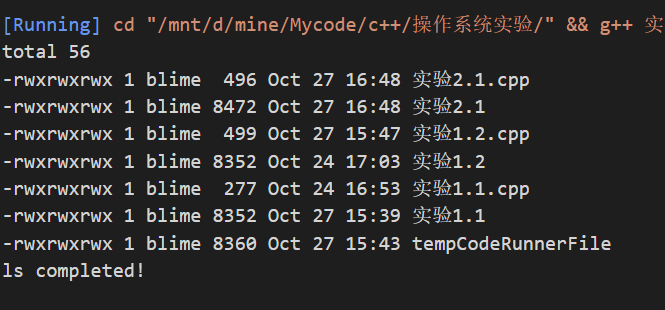 [Running] cd "/mnt/d/mine/Mycode/c++/操作系统实验/" && g++ 实
total 56
-rwxrwxrwx 1 blime  496 Oct 27 16:48 实验2.1.cpp
-rwxrwxrwx 1 blime 8472 Oct 27 16:48 实验2.1
-rwxrwxrwx 1 blime  499 Oct 27 15:47 实验1.2.cpp
-rwxrwxrwx 1 blime 8352 Oct 24 17:03 实验1.2
-rwxrwxrwx 1 blime  277 Oct 24 16:53 实验1.1.cpp
-rwxrwxrwx 1 blime 8352 Oct 27 15:39 实验1.1
-rwxrwxrwx 1 blime 8360 Oct 27 15:43 tempCodeRunnerFile
ls completed!